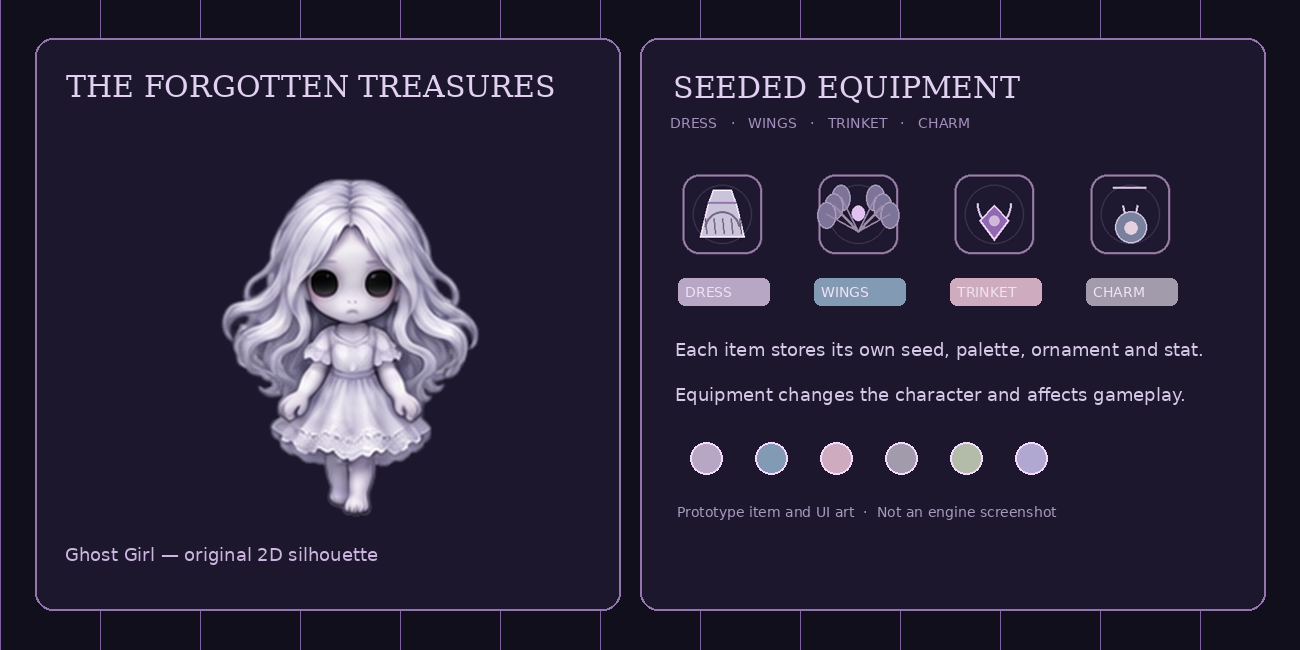 THE FORGOTTEN TREASURES
Ghost Girl — original 2D silhouette
SEEDED EQUIPMENT
DRESS · WINGS · TRINKET · CHARM
DRESS
WINGS
TRINKET
CHARM
Each item stores its own seed, palette, ornament and stat.
Equipment changes the character and affects gameplay.
Prototype item and UI art · Not an engine screenshot